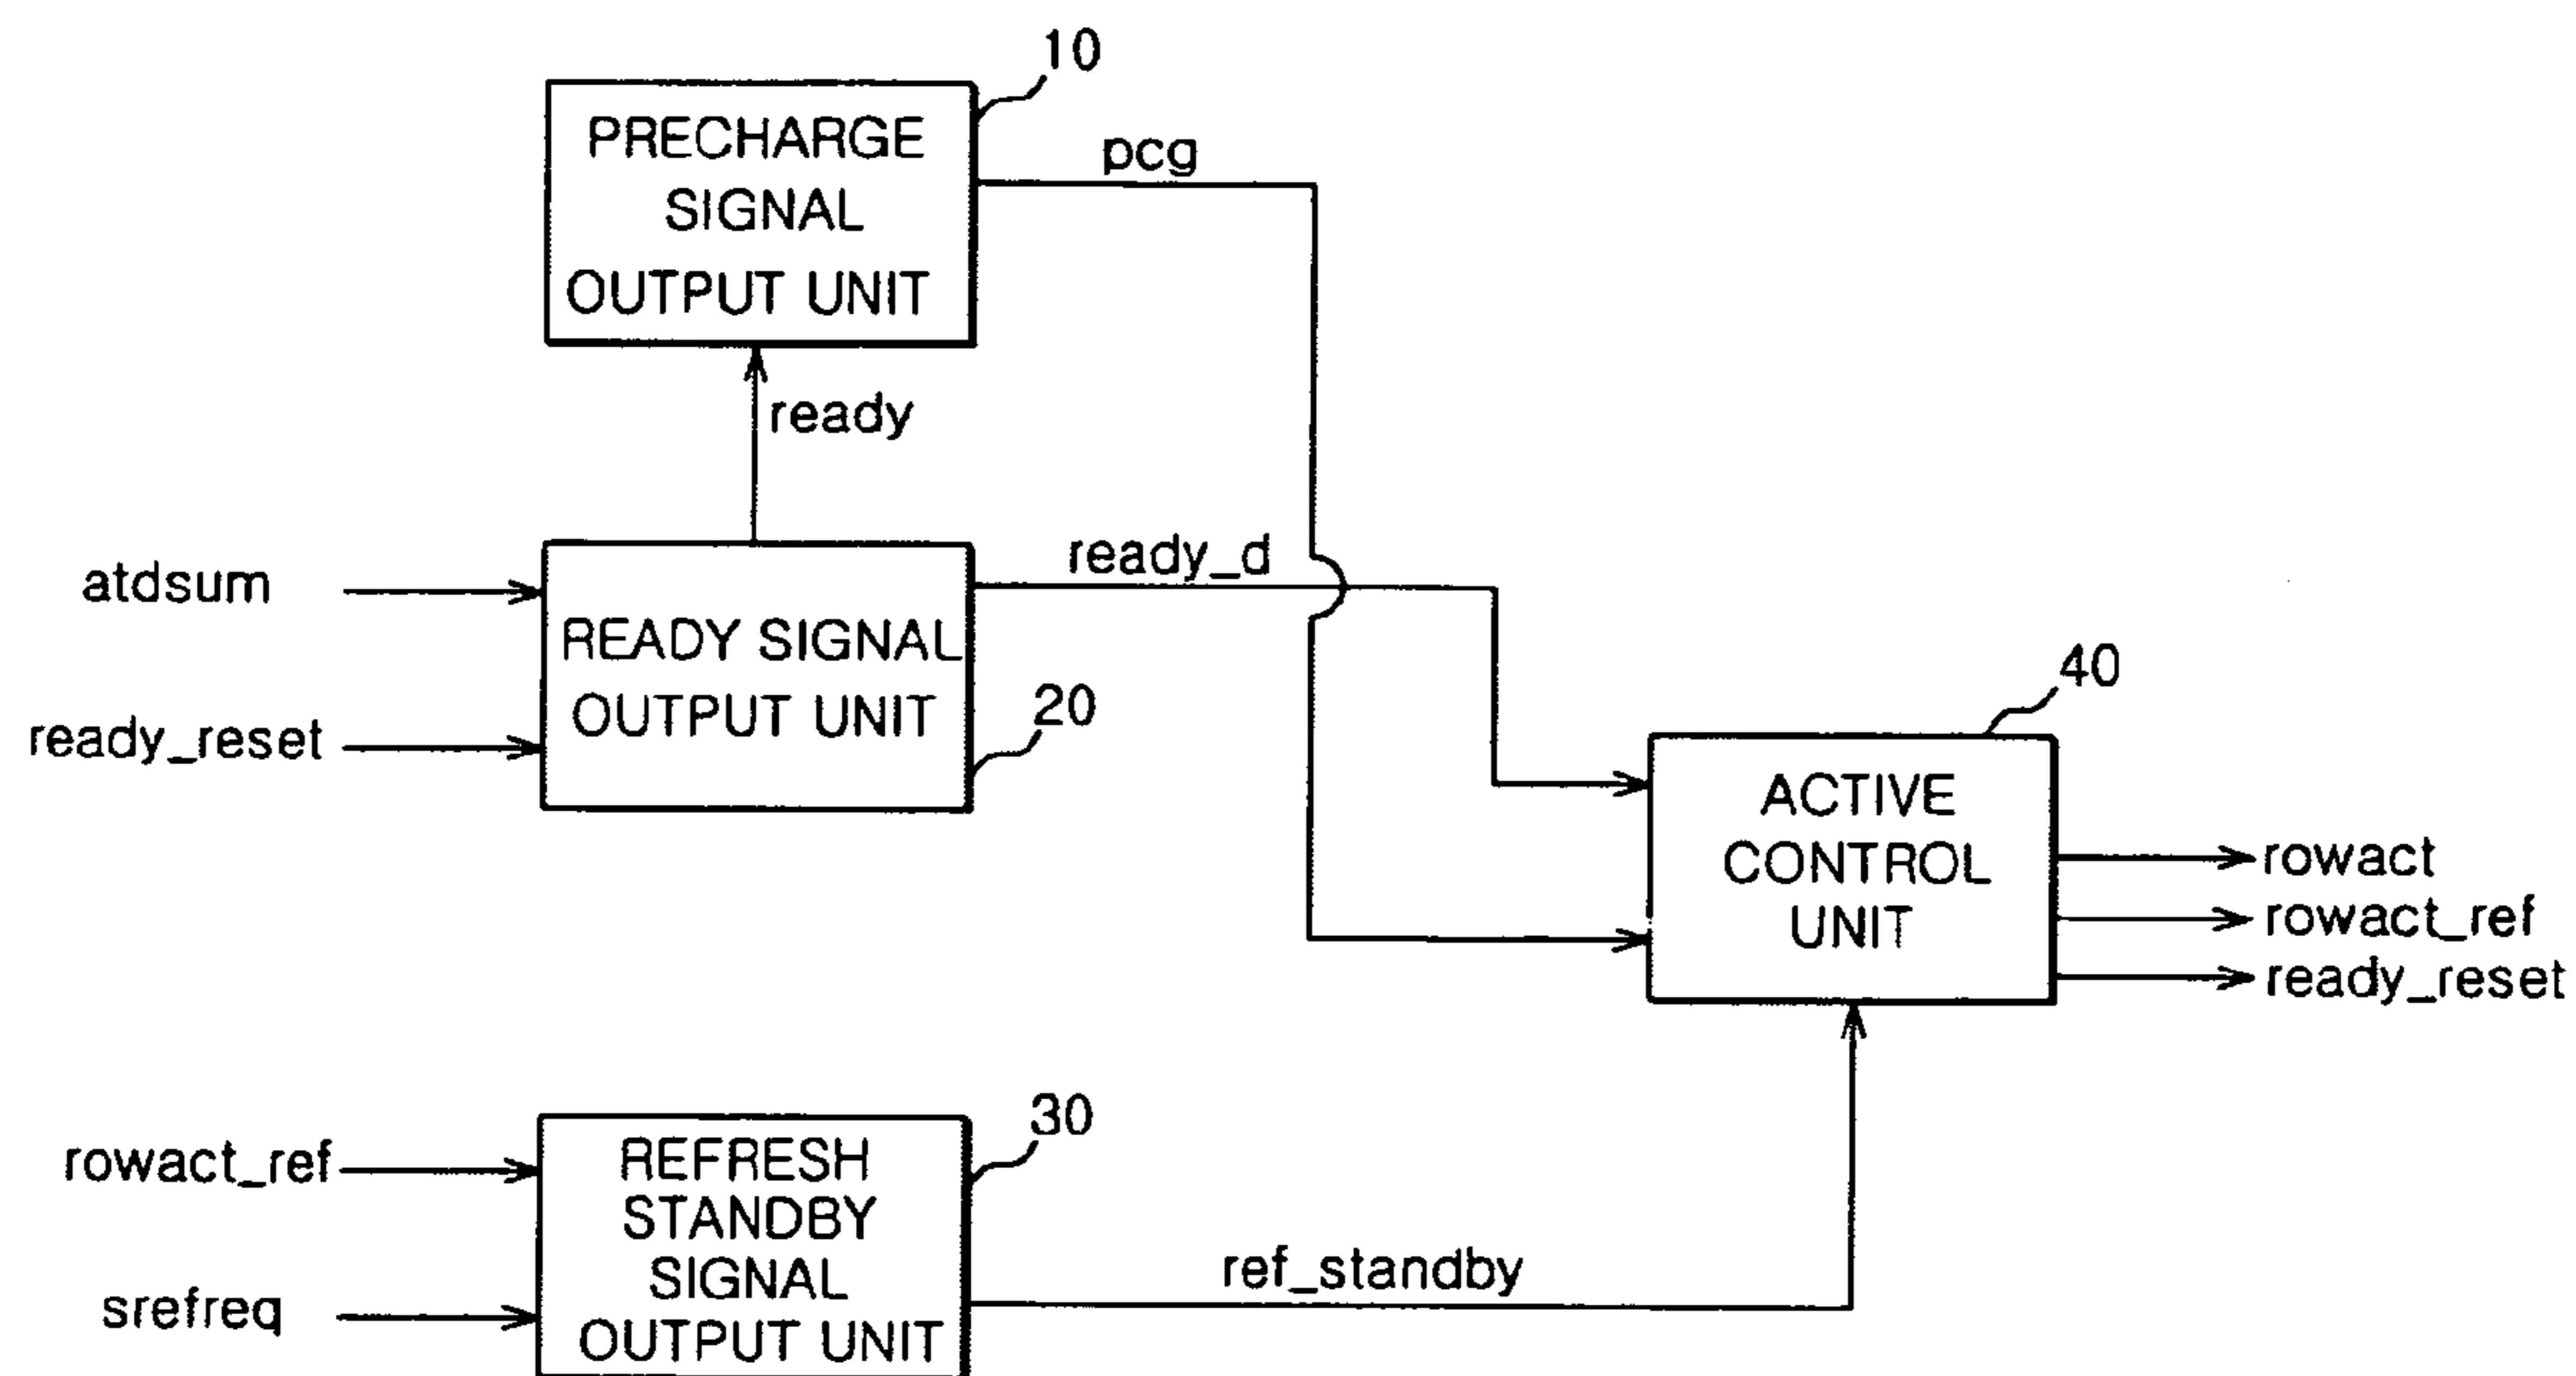 10
PRECHARGE
SIGNAL
OUTPUT UNIT
pcg
ready
atdsum
ready_reset
READY SIGNAL
OUTPUT UNIT
20
ready_d
40
ACTIVE
CONTROL
UNIT
rowact
rowact_ref
ready_reset
rowact_ref
srefreq
30
REFRESH
STANDBY
SIGNAL
OUTPUT UNIT
ref_standby